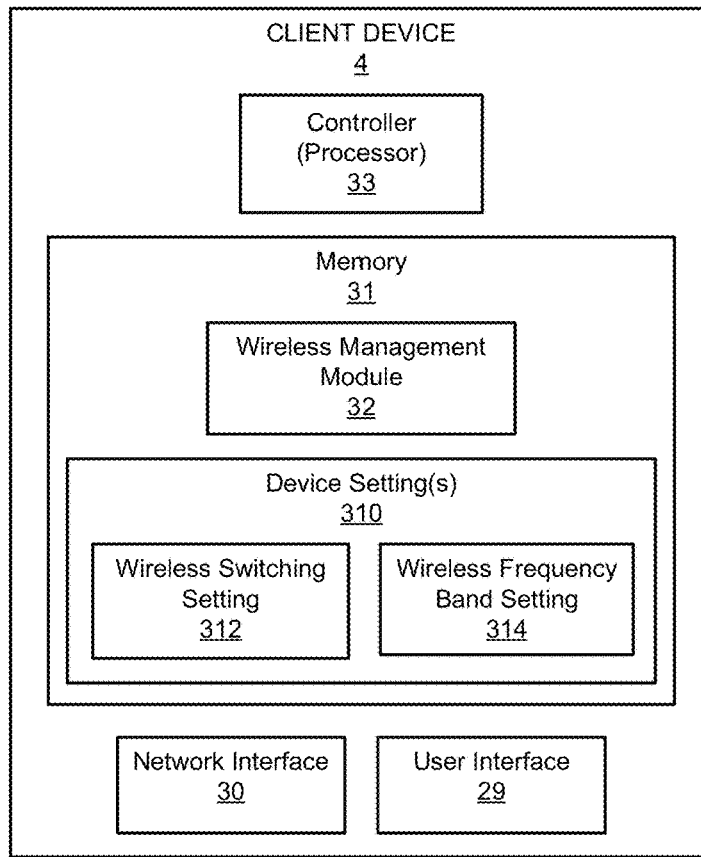 CLIENT DEVICE
4
Controller
(Processor)
33
Memory
31
Wireless Management
Module
32
Device Setting(s)
310
Wireless Switching
Setting
312
Wireless Frequency
Band Setting
314
Network Interface
30
User Interface
29